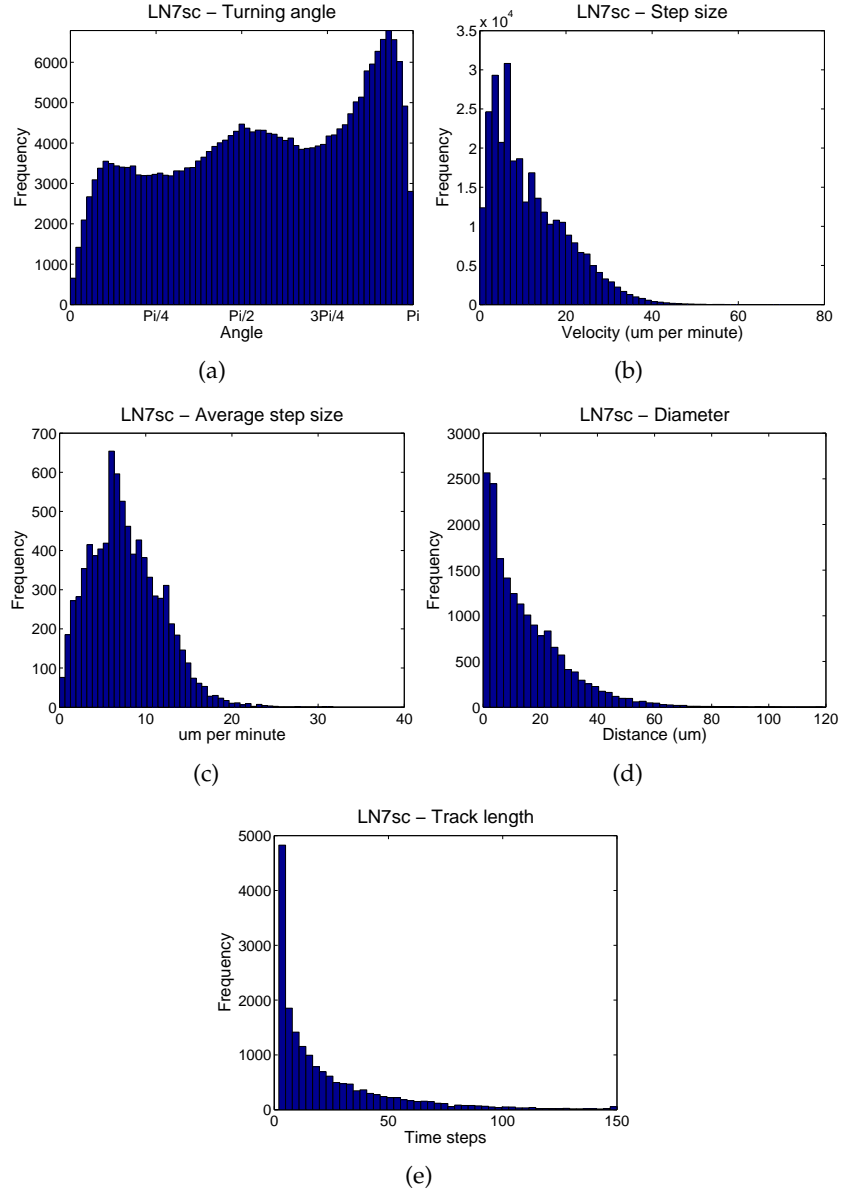 LN7sc – Turning angle
6000
5000
4000
3000
2000
1000
0
Frequency
0 Pi/4 Pi/2 3Pi/4 Pi
Angle
(a)
LN7sc – Step size
x 10^4
3.5
3
2.5
2
1.5
1
0.5
0
Frequency
0 20 40 60 80
Velocity (um per minute)
(b)
LN7sc – Average step size
700
600
500
400
300
200
100
0
Frequency
0 10 20 30 40
um per minute
(c)
LN7sc – Diameter
3000
2500
2000
1500
1000
500
0
Frequency
0 20 40 60 80 100 120
Distance (um)
(d)
LN7sc – Track length
5000
4000
3000
2000
1000
0
Frequency
0 50 100 150
Time steps
(e)